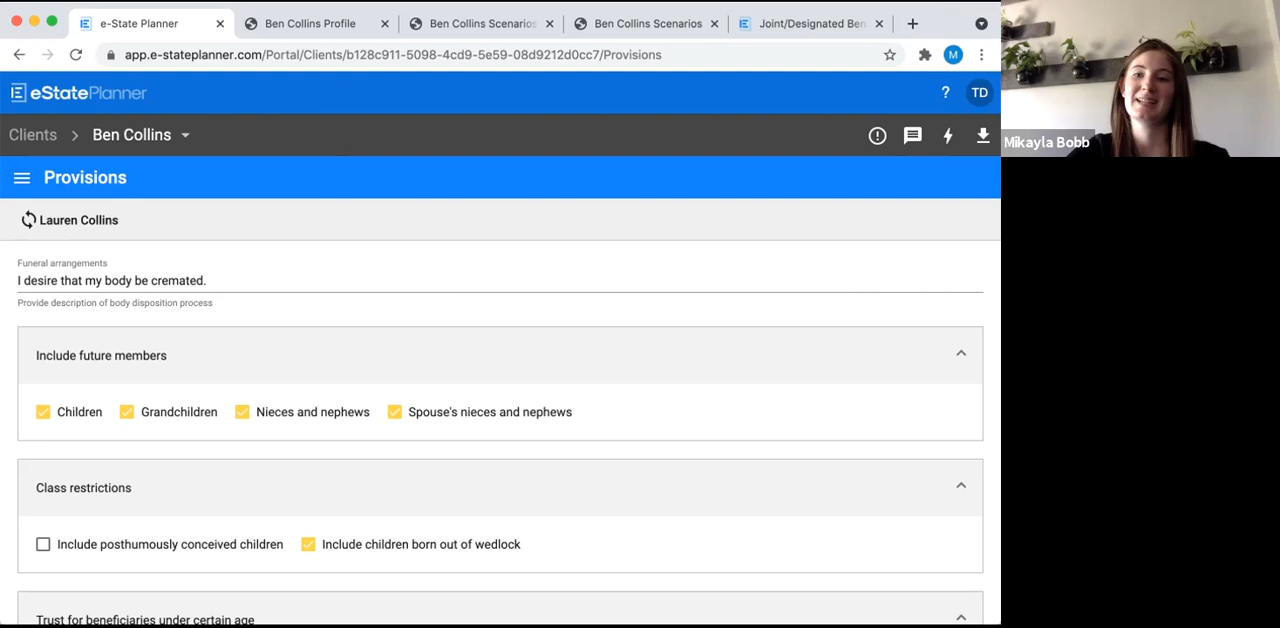 e-State Planner
Ben Collins Profile
Ben Collins Scenarios
Ben Collins Scenarios
Joint/Designated Ben
app.e-stateplanner.com/Portal/Clients/b128c911-5098-4cd9-5e59-08d9212d0cc7/Provisions
M
eStatePlanner
?
TD
Clients > Ben Collins
Mikayla Bobb
Provisions
Lauren Collins
Funeral arrangements
I desire that my body be cremated.
Provide description of body disposition process
Include future members
Children Grandchildren Nieces and nephews Spouse's nieces and nephews
Class restrictions
Include posthumously conceived children Include children born out of wedlock
Trust for beneficiaries under certain age